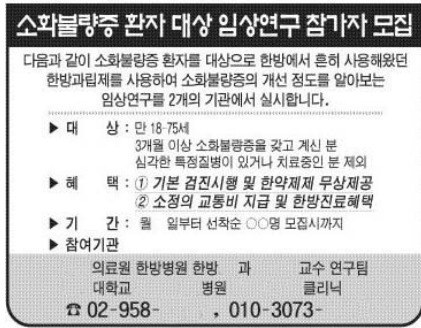 소화불량증 환자 대상 임상연구 참가자 모집
다음과 같이 소화불량증 환자를 대상으로 한방에서 흔히 사용해왔던
한방과립제를 사용하여 소화불량증의 개선 정도를 알아보는
임상연구를 2개의 기관에서 실시합니다.
▶ 대 상 : 만 18-75세
3개월 이상 소화불량증을 갖고 계신 분
심각한 특정질병이 있거나 치료중인 분 제외
▶ 혜 택 : ① 기본 검진시행 및 한약제제 무상제공
② 소정의 교통비 지급 및 한방진료혜택
▶ 기 간 : 월 일부터 선착순 ○○명 모집시까지
▶ 참여기관
의료원 한방병원 한방 과 교수 연구팀
대학교 병원 클리닉
☎ 02-958- , 010-3073-